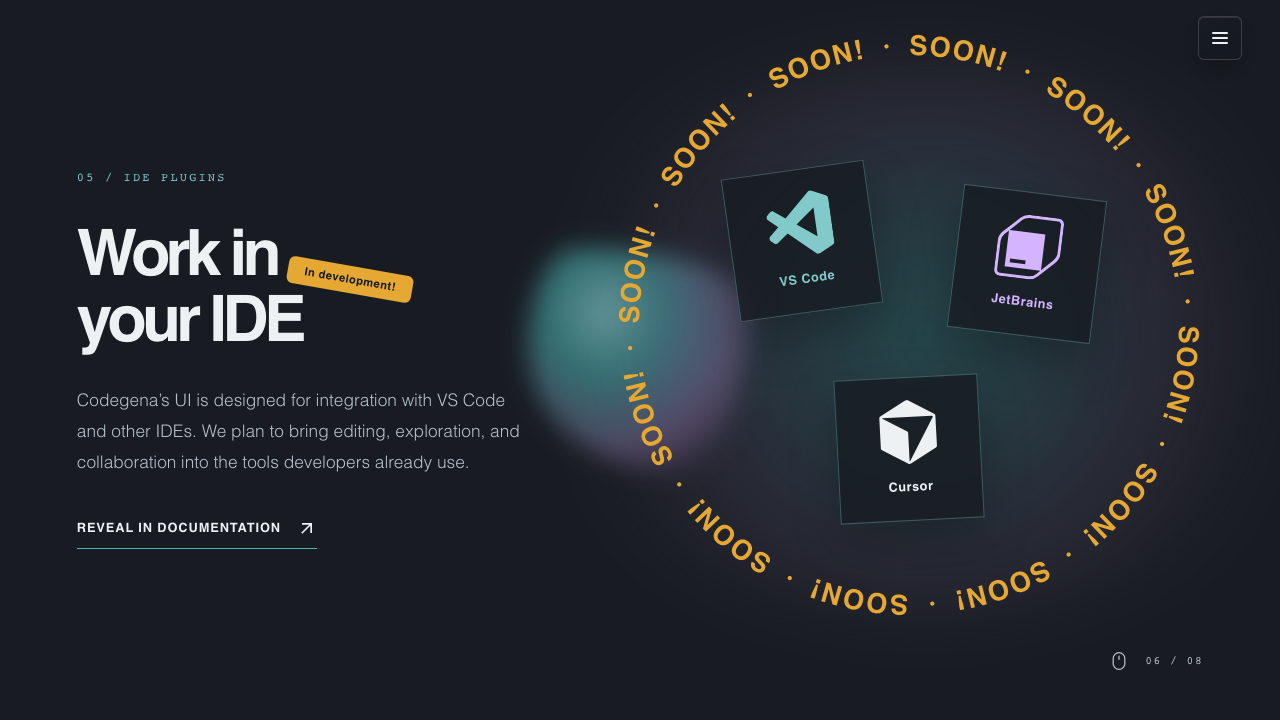 05 / IDE PLUGINS
Work in
In development!
your IDE
Codegena's UI is designed for integration with VS Code
and other IDEs. We plan to bring editing, exploration, and
collaboration into the tools developers already use.
REVEAL IN DOCUMENTATION
SOON! · SOON! · SOON! · SOON! · SOON! · SOON! · SOON! · SOON! · SOON! · SOON! · SOON! · SOON! ·
VS Code
JetBrains
Cursor
06 / 08